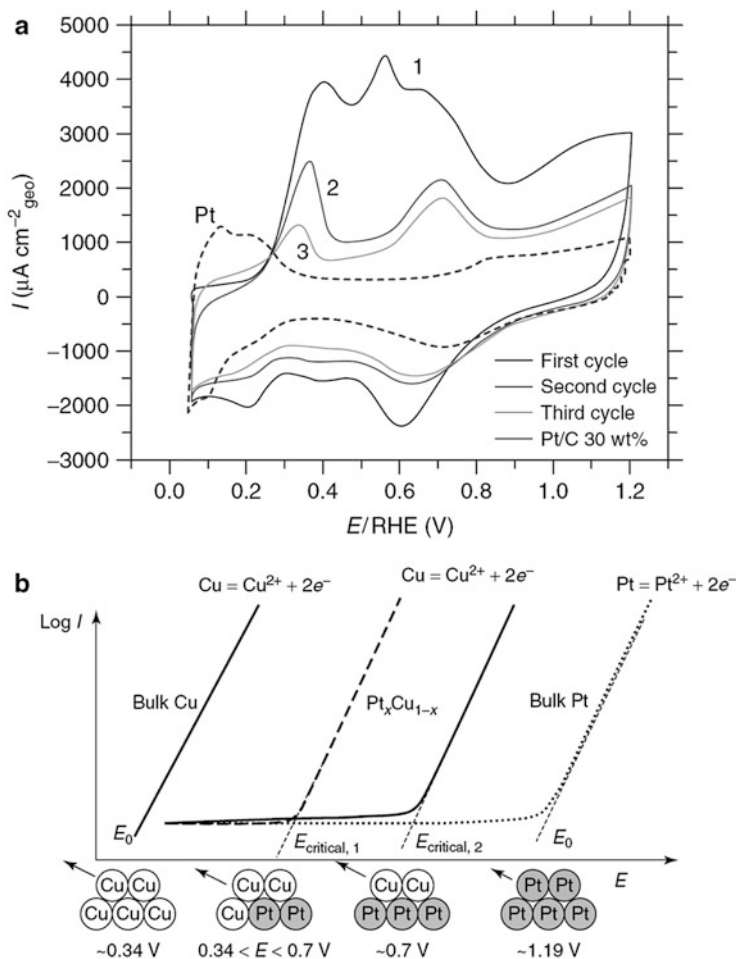 a
5000
4000
3000
2000
1000
0
−1000
−2000
−3000
I (μA cm−2geo)
1
2
3
Pt
First cycle
Second cycle
Third cycle
Pt/C 30 wt%
0.0 0.2 0.4 0.6 0.8 1.0 1.2
E/RHE (V)
b
Cu = Cu2+ + 2e− Cu = Cu2+ + 2e− Pt = Pt2+ + 2e−
Log I
Bulk Cu PtxCu1−x Bulk Pt
E0 Ecritical, 1 Ecritical, 2 E0
E
Cu Cu Cu Cu Cu Cu Pt Pt
Cu Cu Cu Cu Pt Pt Pt Pt Pt Pt Pt Pt
~0.34 V 0.34 < E < 0.7 V ~0.7 V ~1.19 V